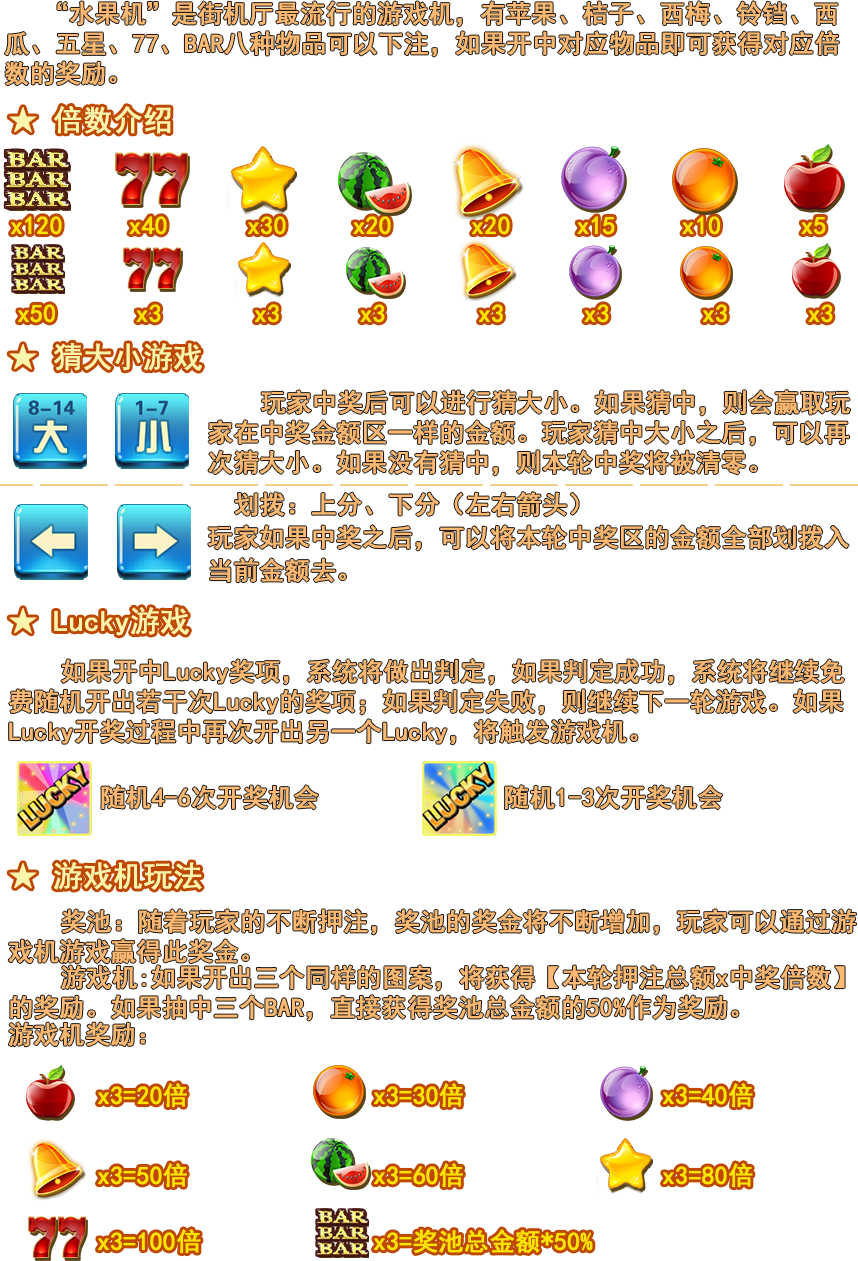 “水果机”是街机厅最流行的游戏机，有苹果、桔子、西梅、铃铛、西
瓜、五星、77、BAR八种物品可以下注，如果开中对应物品即可获得对应倍
数的奖励。
★ 倍数介绍
BAR BAR BAR 77
x120 x40 x30 x20 x20 x15 x10 x5
BAR BAR BAR 77
x50 x3 x3 x3 x3 x3 x3 x3
★ 猜大小游戏
8-14 大
1-7 小
玩家中奖后可以进行猜大小。如果猜中，则会赢取玩
家在中奖金额区一样的金额。玩家猜中大小之后，可以再
次猜大小。如果没有猜中，则本轮中奖将被清零。
划拨：上分、下分（左右箭头）
玩家如果中奖之后，可以将本轮中奖区的金额全部划拨入
当前金额去。
★ Lucky游戏
如果开中Lucky奖项，系统将做出判定，如果判定成功，系统将继续免
费随机开出若干次Lucky的奖项；如果判定失败，则继续下一轮游戏。如果
Lucky开奖过程中再次开出另一个Lucky，将触发游戏机。
LUCKY 随机4-6次开奖机会
LUCKY 随机1-3次开奖机会
★ 游戏机玩法
奖池：随着玩家的不断押注，奖池的奖金将不断增加，玩家可以通过游
戏机游戏赢得此奖金。
游戏机:如果开出三个同样的图案，将获得【本轮押注总额x中奖倍数】
的奖励。如果抽中三个BAR，直接获得奖池总金额的50%作为奖励。
游戏机奖励：
x3=20倍 x3=30倍 x3=40倍
x3=50倍 x3=60倍 x3=80倍
77 x3=100倍 BAR BAR BAR x3=奖池总金额*50%